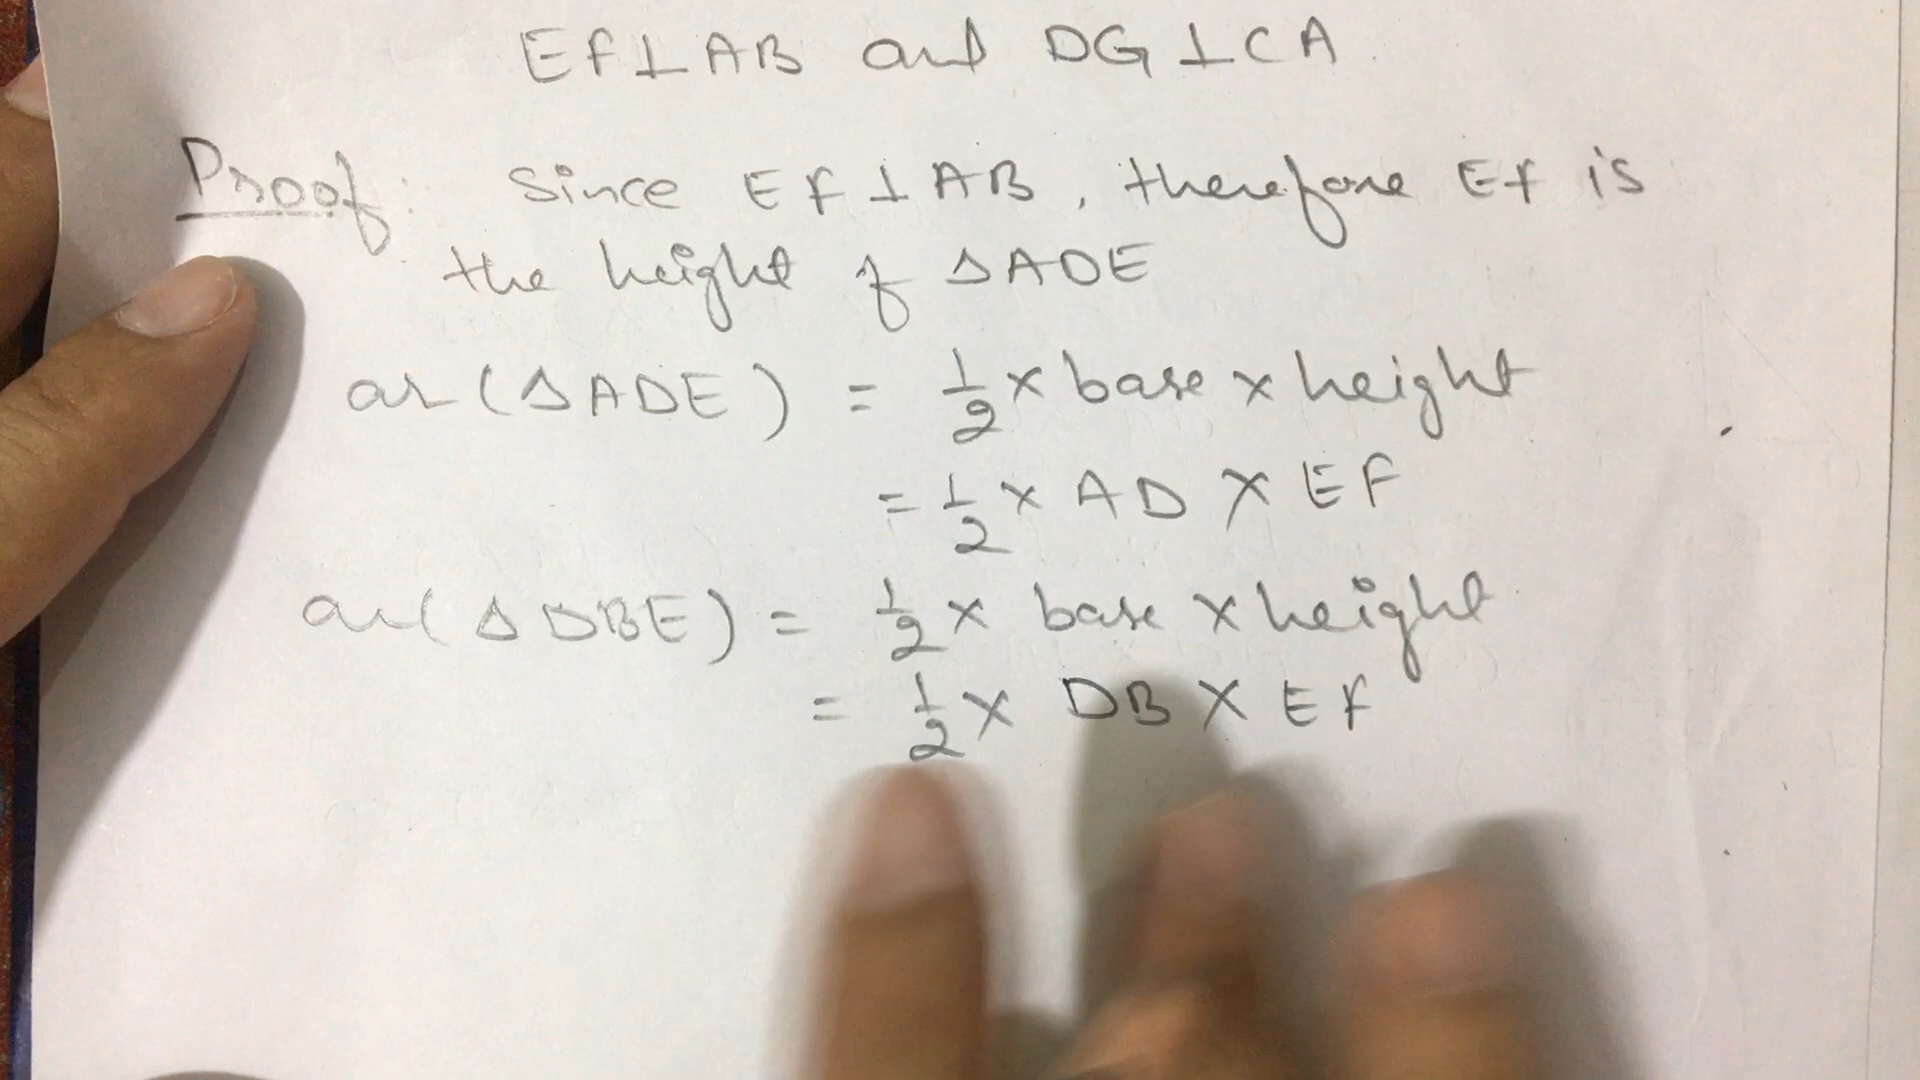 EF ⊥ AB and DG ⊥ CA.
Proof: Since EF ⊥ AB, therefore EF is
the height of ΔADE
ar (ΔADE) = 1/2 × base × height
= 1/2 × AD × EF
ar (ΔDBE) = 1/2 × base × height
= 1/2 × DB × EF